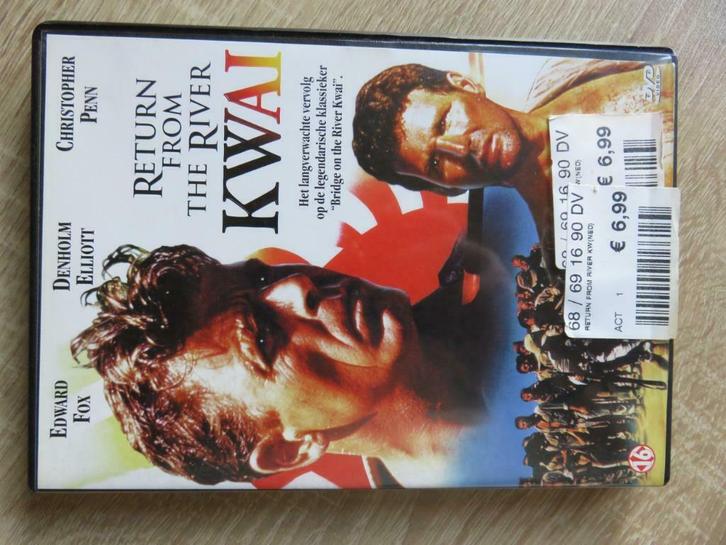 EDWARD
FOX
DENHOLM
ELLIOTT
CHRISTOPHER
PENN
RETURN
FROM
THE RIVER
KWAI
Het langverwachte vervolg
op de legendarische klassieker
"Bridge on the River Kwai".
DVD
€ 6,99
68 / 69 16 90 DV
RETURN FROM RIVER KW(NED)
ACT 1
€ 6,99
16